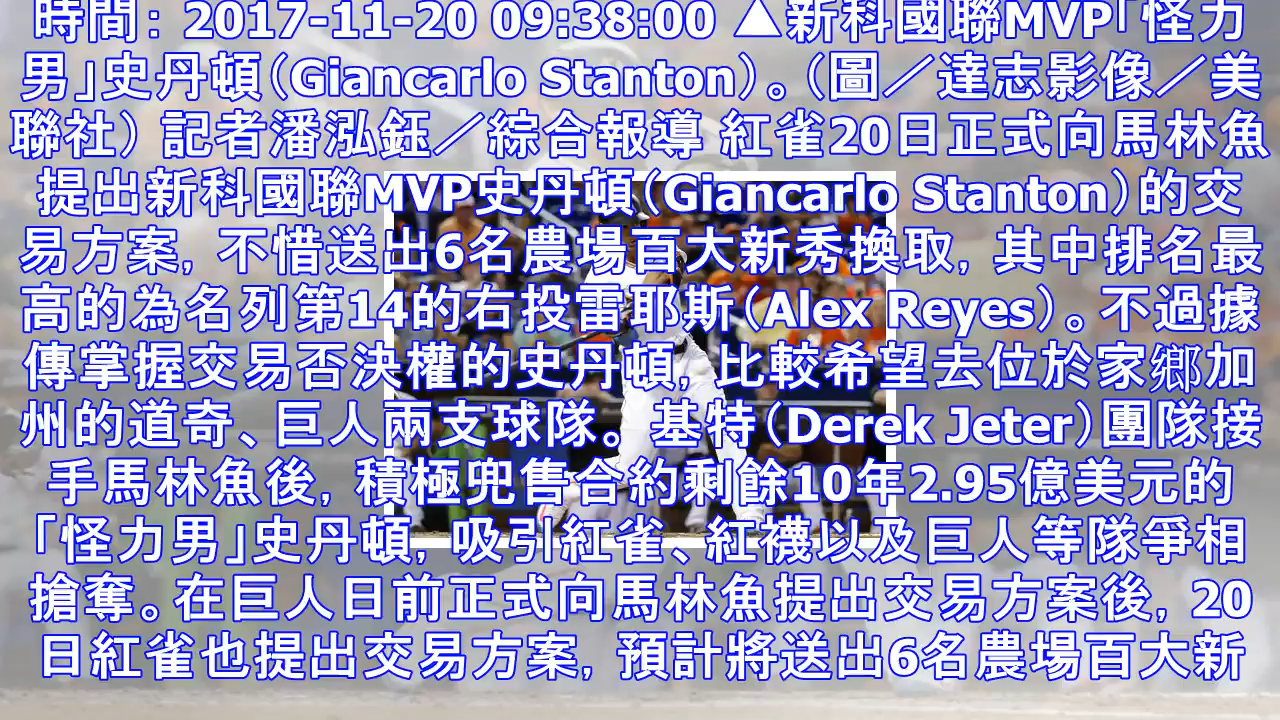 時間: 2017-11-20 09:38:00 ▲新科國聯MVP「怪力
男」史丹頓(Giancarlo Stanton)。(圖／達志影像／美
聯社) 記者潘泓鈺／綜合報導 紅雀20日正式向馬林魚
提出新科國聯MVP史丹頓(Giancarlo Stanton)的交
易方案, 不惜送出6名農場百大新秀換取, 其中排名最
高的為名列第14的右投雷耶斯(Alex Reyes)。不過據
傳掌握交易否決權的史丹頓, 比較希望去位於家鄉加
州的道奇、巨人兩支球隊。 基特(Derek Jeter)團隊接
手馬林魚後, 積極兜售合約剩餘10年2.95億美元的
「怪力男」史丹頓, 吸引紅雀、紅襪以及巨人等隊爭相
搶奪。在巨人日前正式向馬林魚提出交易方案後, 20
日紅雀也提出交易方案, 預計將送出6名農場百大新